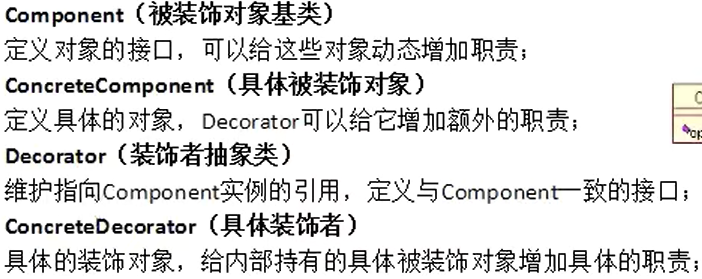 Component（被装饰对象基类）
定义对象的接口，可以给这些对象动态增加职责；
ConcreteComponent（具体被装饰对象）
定义具体的对象，Decorator可以给它增加额外的职责；
Decorator（装饰者抽象类）
维护指向Component实例的引用，定义与Component一致的接口；
ConcreteDecorator（具体装饰者）
具体的装饰对象，给内部持有的具体被装饰对象增加具体的职责；